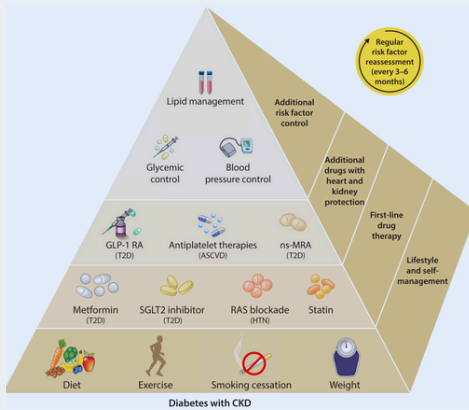 Regular
risk factor
reassessment
(every 3–6
months)
Lipid management
Additional
risk factor
control
Glycemic
control
Blood
pressure control
Additional
drugs with
heart and
kidney
protection
GLP-1 RA
(T2D)
Antiplatelet therapies
(ASCVD)
ns-MRA
(T2D)
First-line
drug
therapy
Metformin
(T2D)
SGLT2 inhibitor
(T2D)
RAS blockade
(HTN)
Statin
Lifestyle
and self-
management
Diet
Exercise
Smoking cessation
Weight
Diabetes with CKD